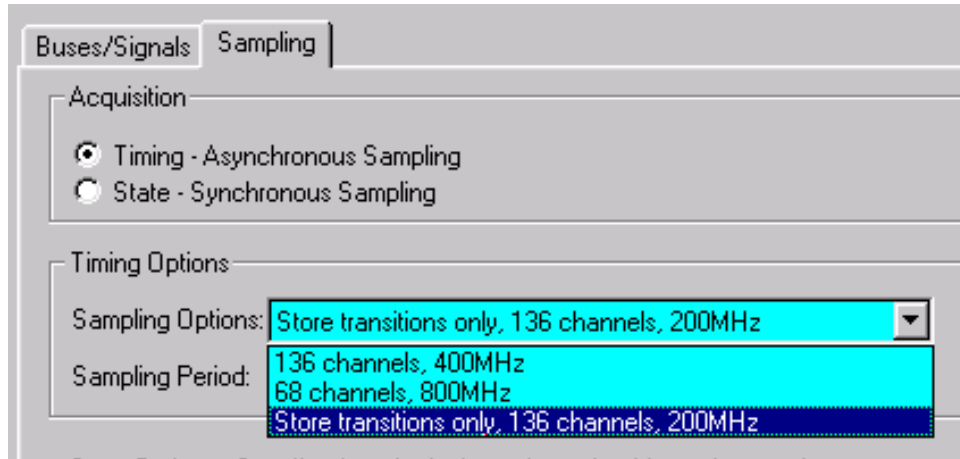 Buses/Signals Sampling
Acquisition
Timing - Asynchronous Sampling
State - Synchronous Sampling
Timing Options
Sampling Options: Store transitions only, 136 channels, 200MHz
136 channels, 400MHz
Sampling Period:
68 channels, 800MHz
Store transitions only, 136 channels, 200MHz